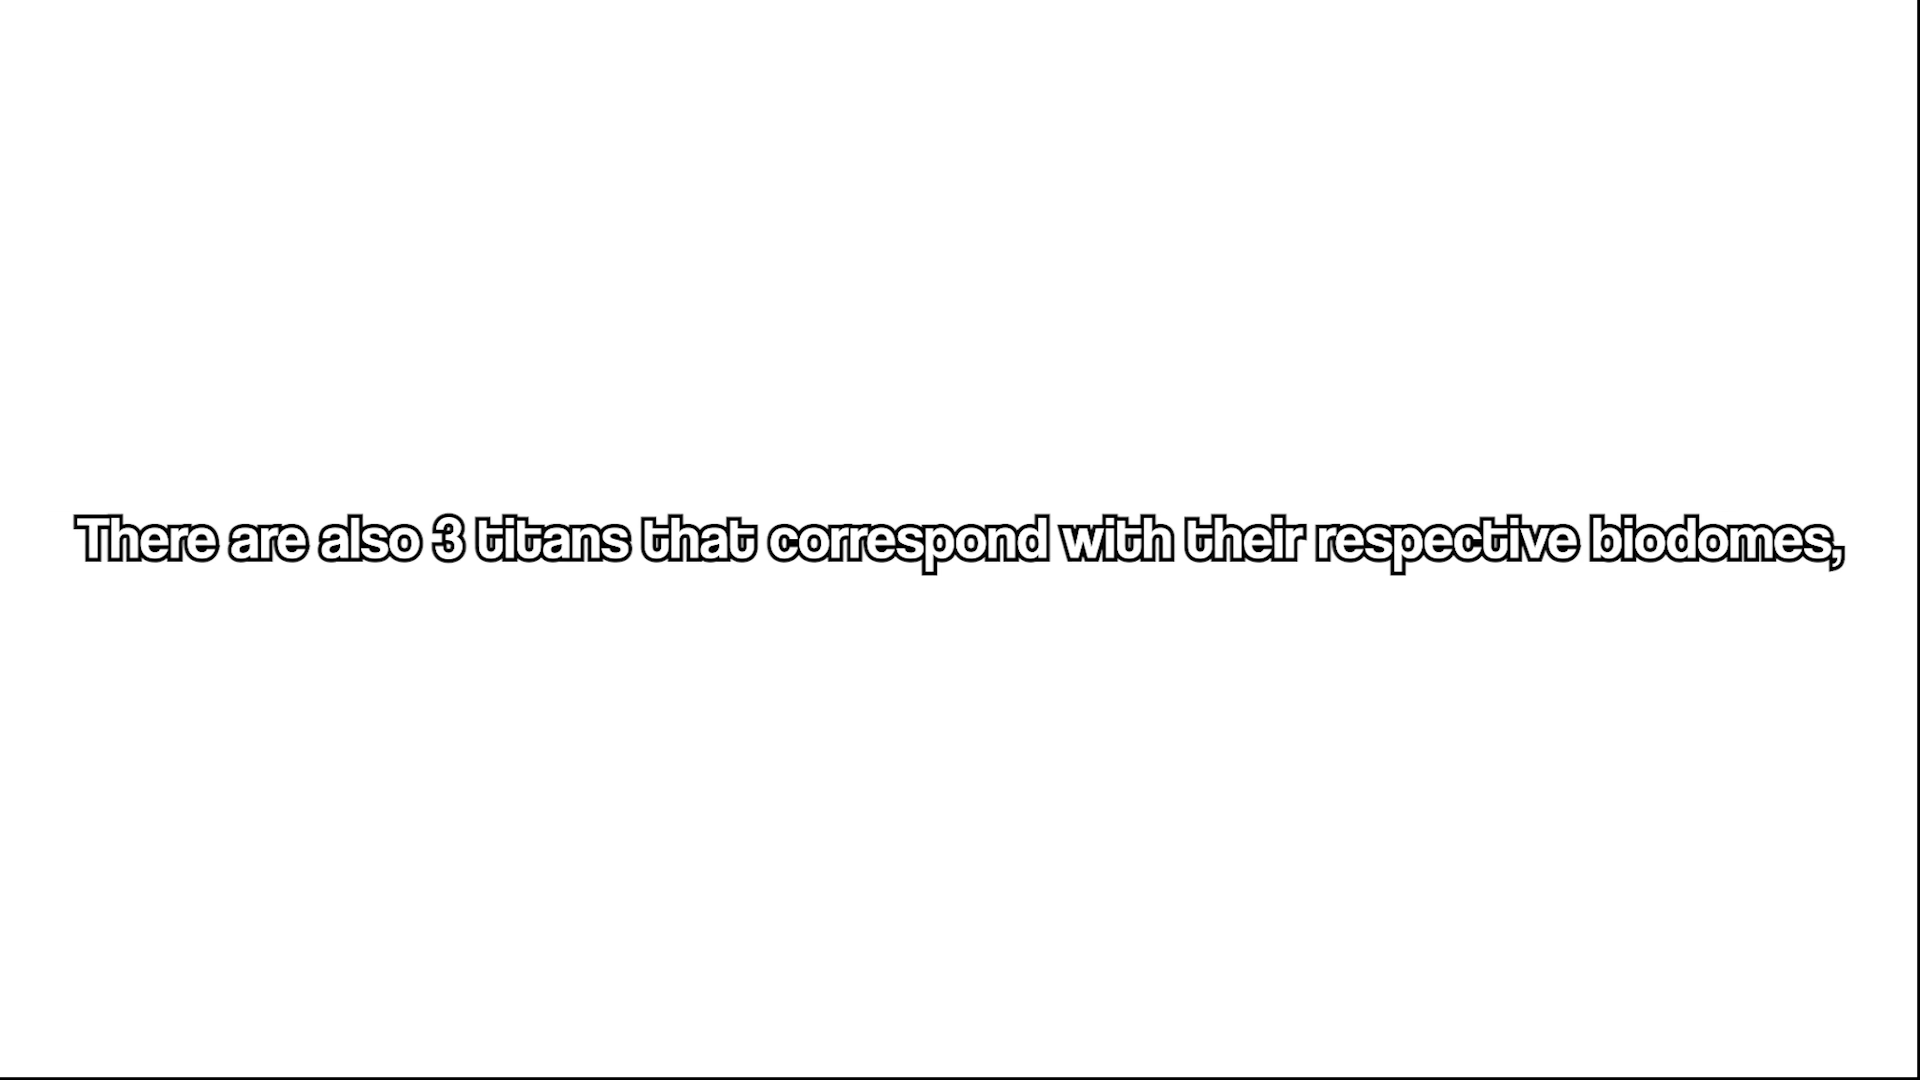 There are also 3 titans that correspond with their respective biodomes,